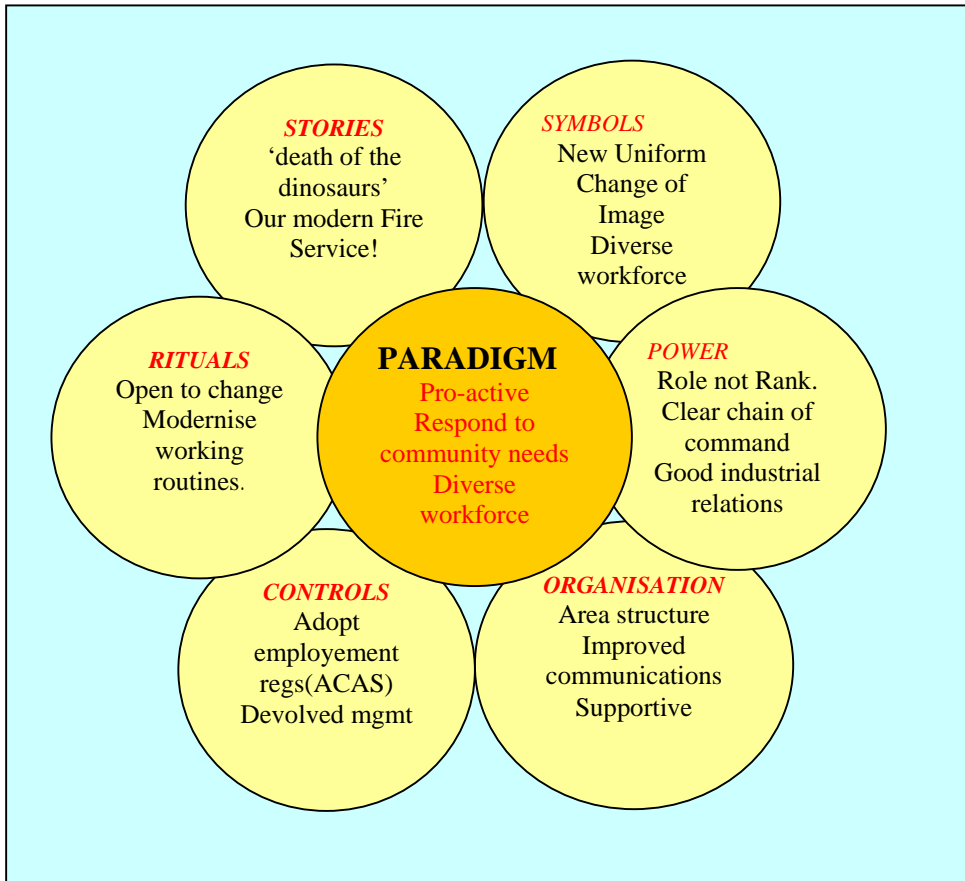 STORIES
‘death of the
dinosaurs’
Our modern Fire
Service!
SYMBOLS
New Uniform
Change of
Image
Diverse
workforce
RITUALS
Open to change
Modernise
working
routines.
PARADIGM
Pro-active
Respond to
community needs
Diverse
workforce
POWER
Role not Rank.
Clear chain of
command
Good industrial
relations
CONTROLS
Adopt
employement
regs(ACAS)
Devolved mgmt
ORGANISATION
Area structure
Improved
communications
Supportive